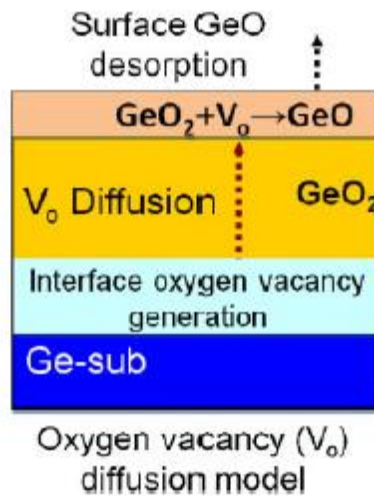 Surface GeO
desorption
GeO₂+Vₒ→GeO
Vₒ Diffusion
GeO₂
Interface oxygen vacancy
generation
Ge-sub
Oxygen vacancy (Vₒ)
diffusion model